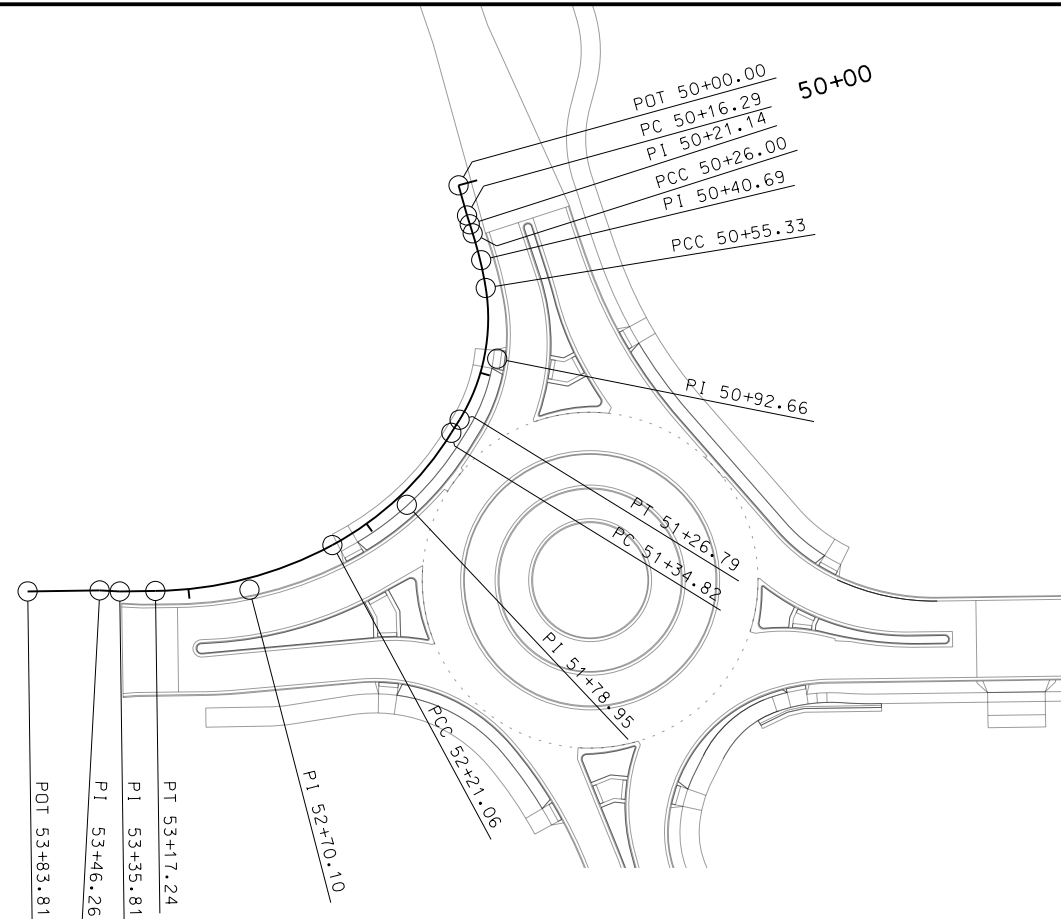 POT 50+00.00
50+00
PC 50+16.29
PI 50+21.14
PCC 50+26.00
PI 50+40.69
PCC 50+55.33
PI 50+92.66
PT 51+26.79
PC 51+34.82
PI 51+78.95
PCC 52+21.06
PI 52+70.10
PT 53+17.24
PI 53+35.81
PI 53+46.26
POT 53+83.81